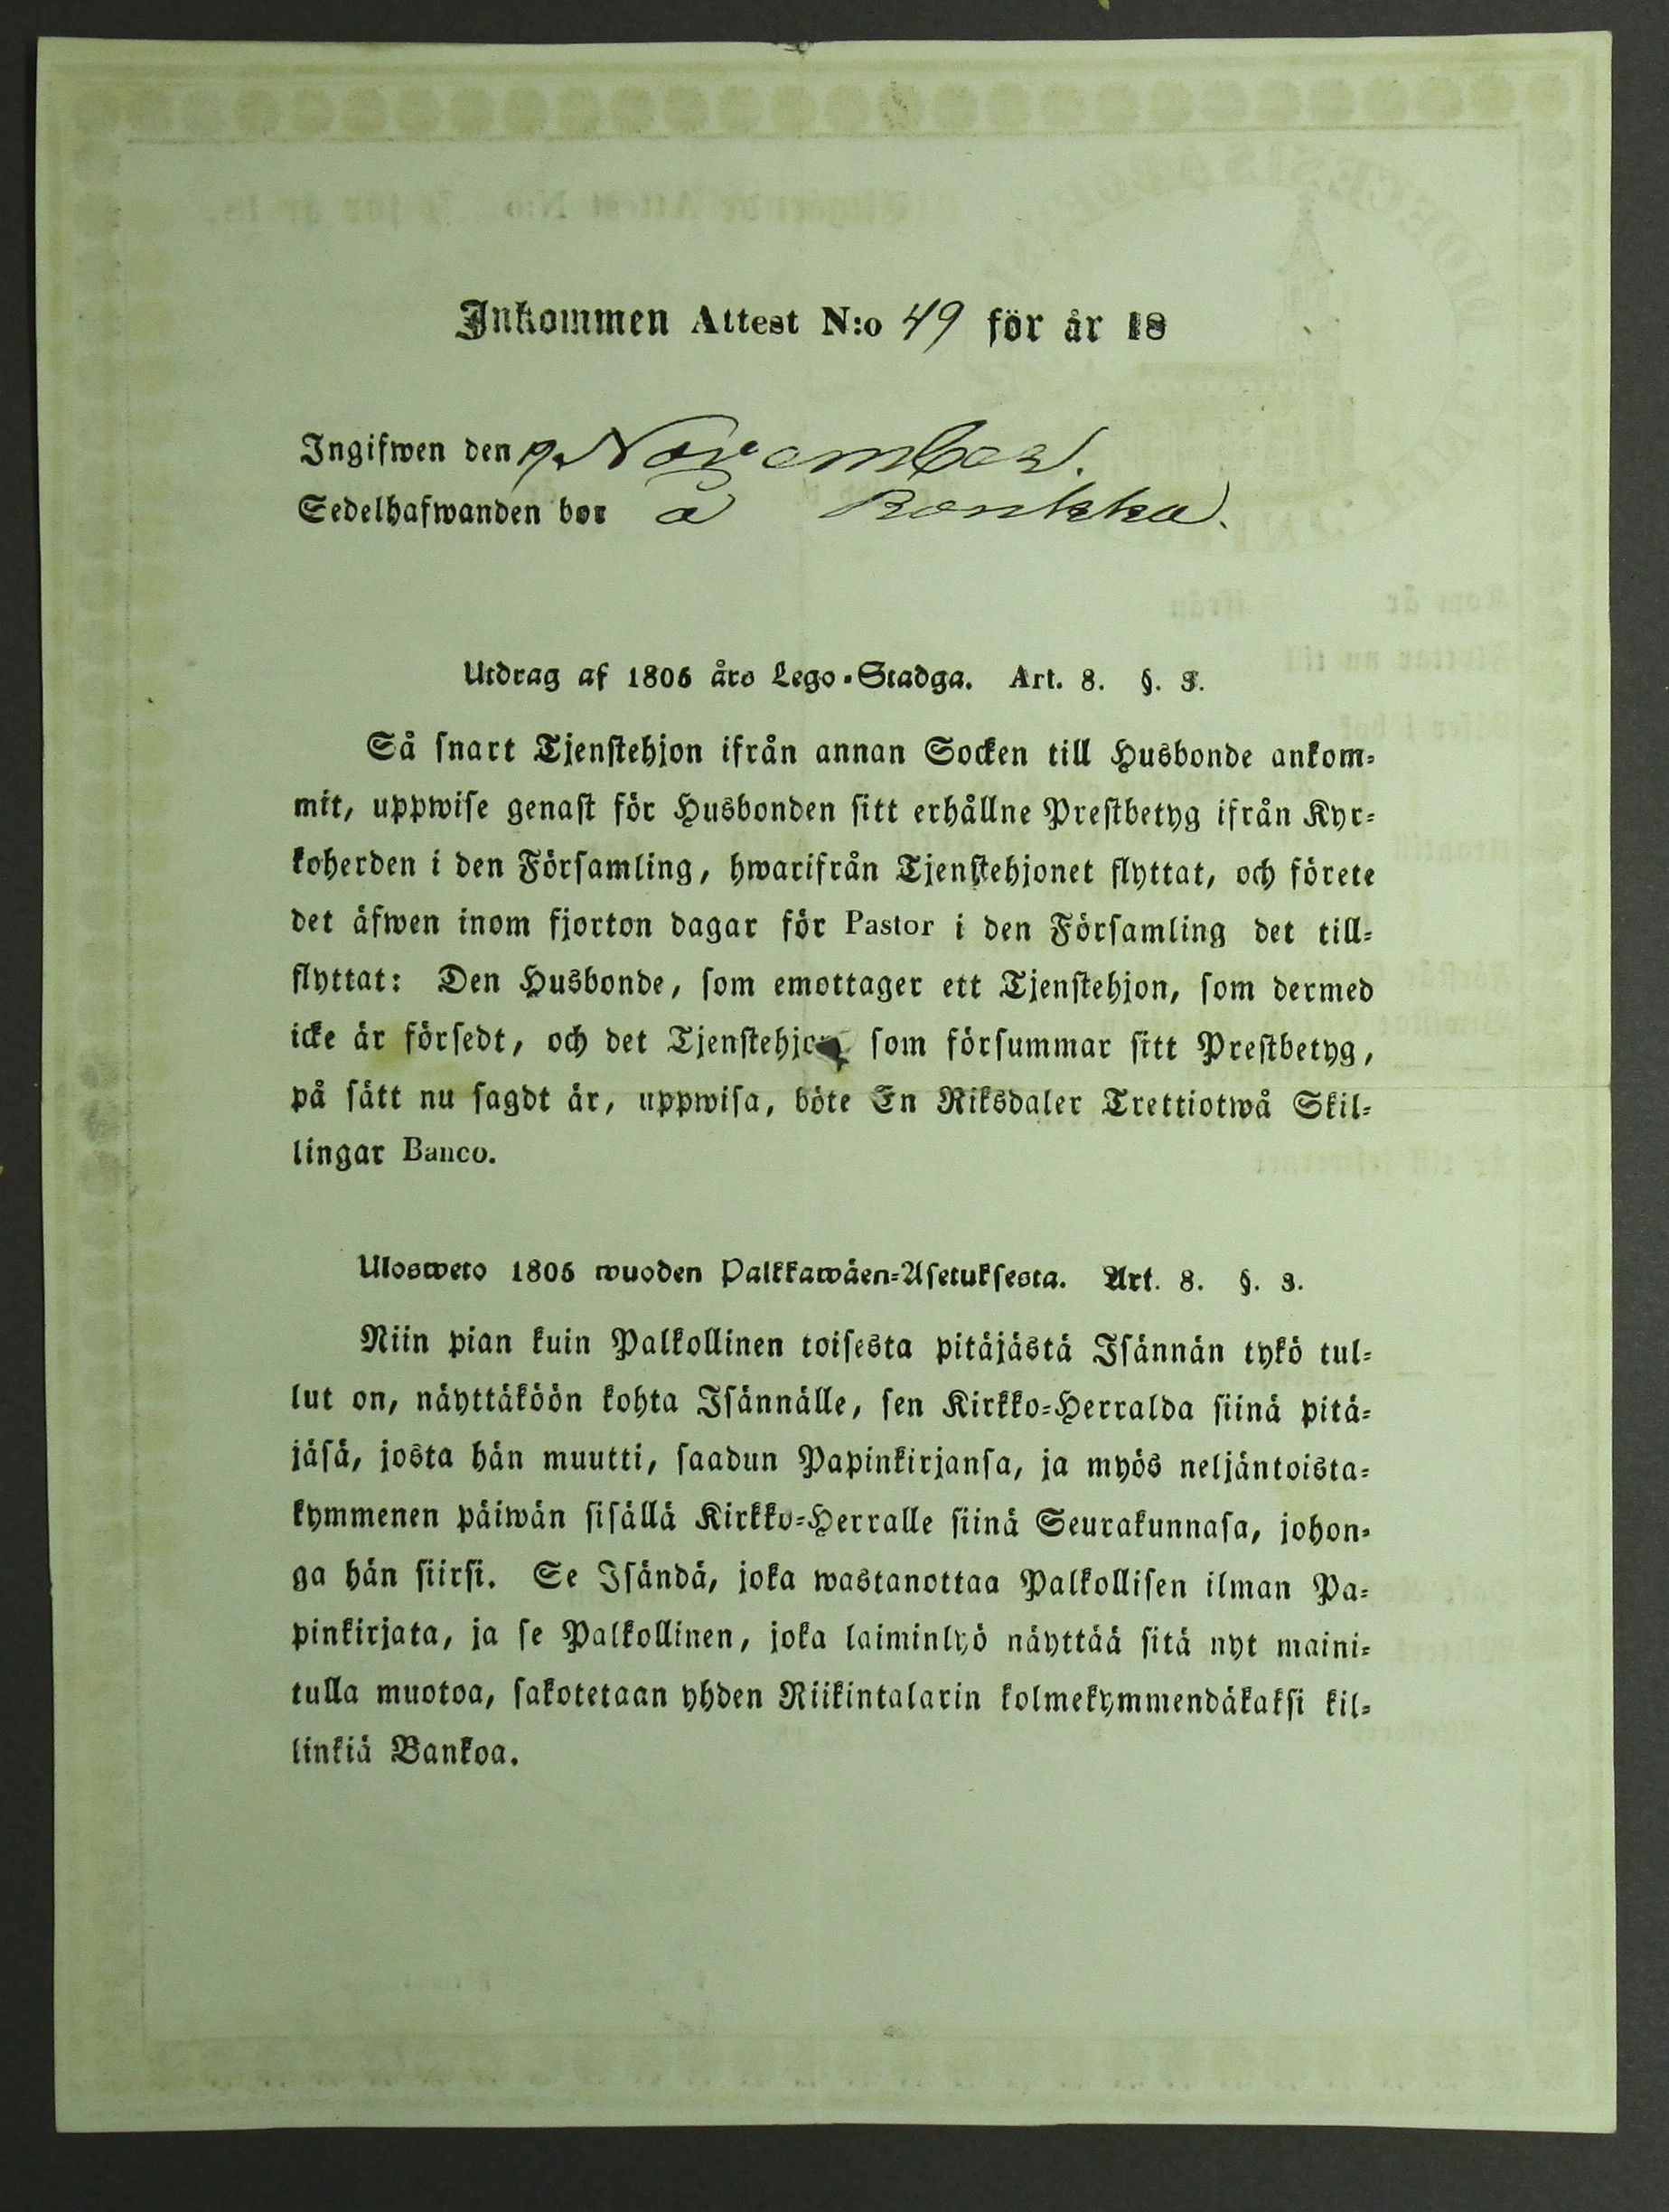 Inkommen Attest N:o 49 för år 18
Ingifwen den 9 November.
Sedelhafwanden bor å Ronkka.
Utdrag af 1805 års Lego-Stadga. Art. 8. §. 3.
Så snart Tjenstehjon ifrån annan Socken till Husbonde ankom-
mit, uppwise genast för Husbonden sitt erhållne Prestbetyg ifrån Kyr-
koherden i den Församling, hwarifrån Tjenstehjonet flyttat, och förete
det äfwen inom fjorton dagar för Pastor i den Församling det till-
flyttat: Den Husbonde, som emottager ett Tjenstehjon, som dermed
icke är försedt, och det Tjenstehjon som försummar sitt Prestbetyg,
på sätt nu sagdt är, uppwisa, böte En Riksdaler Trettiotwå Skil-
lingar Banco.
Ulosweto 1805 wuoden Palkkawäen-Asetuksesta. Art. 8. §. 3.
Niin pian kuin Palkollinen toisesta pitäjästä Isännän tykö tul-
lut on, näyttäköön kohta Isännälle, sen Kirkko-Herralda siinä pitä-
jäsä, josta hän muutti, saadun Papinkirjansa, ja myös neljäntoista-
kymmenen päiwän sisällä Kirkko-Herralle siinä Seurakunnasa, johon-
ga hän siirsi. Se Isändä, joka wastanottaa Palkollisen ilman Pa-
pinkirjata, ja se Palkollinen, joka laiminlyö näyttää sitä nyt maini-
tulla muotoa, sakotetaan yhden Riikintalarin kolmekymmendäkaksi kil-
linkiä Bankoa.